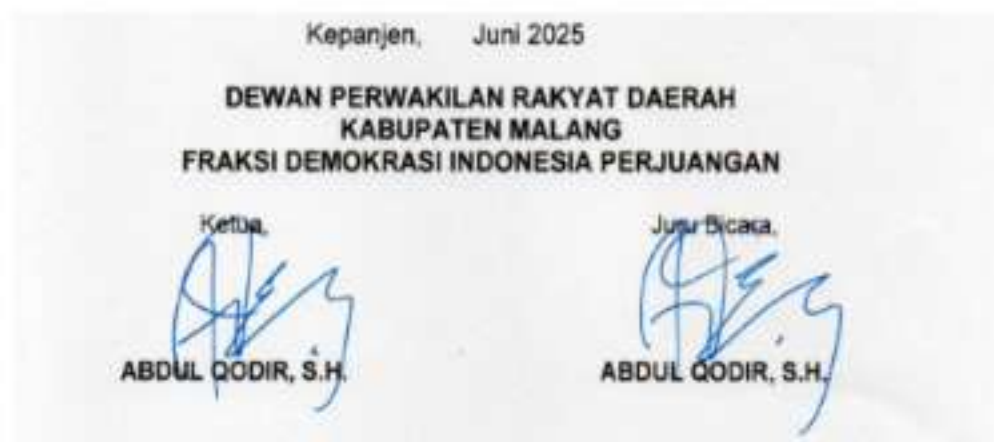 Kepanjen, Juni 2025
DEWAN PERWAKILAN RAKYAT DAERAH
KABUPATEN MALANG
FRAKSI DEMOKRASI INDONESIA PERJUANGAN
Ketua, Juru Bicara,
ABDUL QODIR, S.H. ABDUL QODIR, S.H.